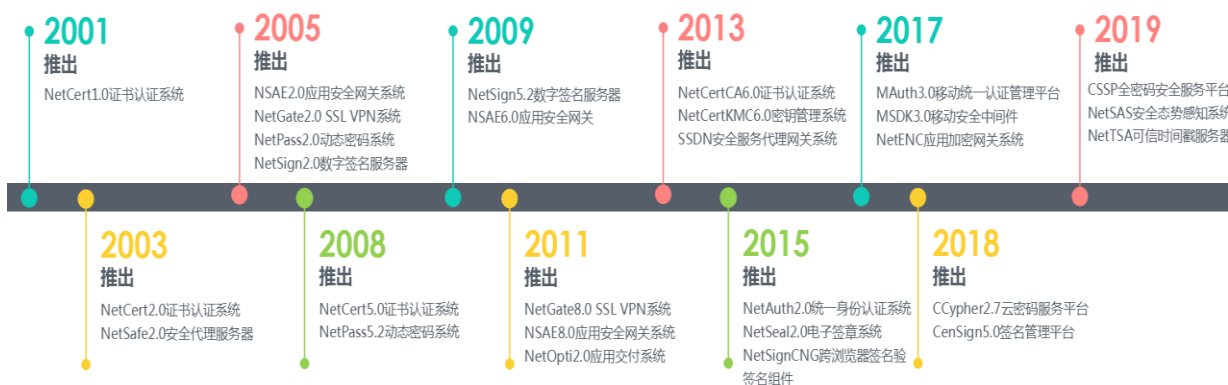 2001
推出
NetCert1.0证书认证系统
2005
推出
NSAE2.0应用安全网关系统
NetGate2.0 SSL VPN系统
NetPass2.0动态密码系统
NetSign2.0数字签名服务器
2009
推出
NetSign5.2数字签名服务器
NSAE6.0应用安全网关
2013
推出
NetCertCA6.0证书认证系统
NetCertKMC6.0密钥管理系统
SSDN安全服务代理网关系统
2017
推出
MAuth3.0移动统一认证管理平台
MSDK3.0移动安全中间件
NetENC应用加密网关系统
2019
推出
CSSP全密码安全服务平台
NetSAS安全态势感知系统
NetTSA可信时间戳服务器
2003
推出
NetCert2.0证书认证系统
NetSafe2.0安全代理服务器
2008
推出
NetCert5.0证书认证系统
NetPass5.2动态密码系统
2011
推出
NetGate8.0 SSL VPN系统
NSAE8.0应用安全网关系统
NetOpti2.0应用交付系统
2015
推出
NetAuth2.0统一身份认证系统
NetSeal2.0电子签章系统
NetSignCNG跨浏览器签名验
签名组件
2018
推出
CCypher2.7云密码服务平台
CenSign5.0签名管理平台